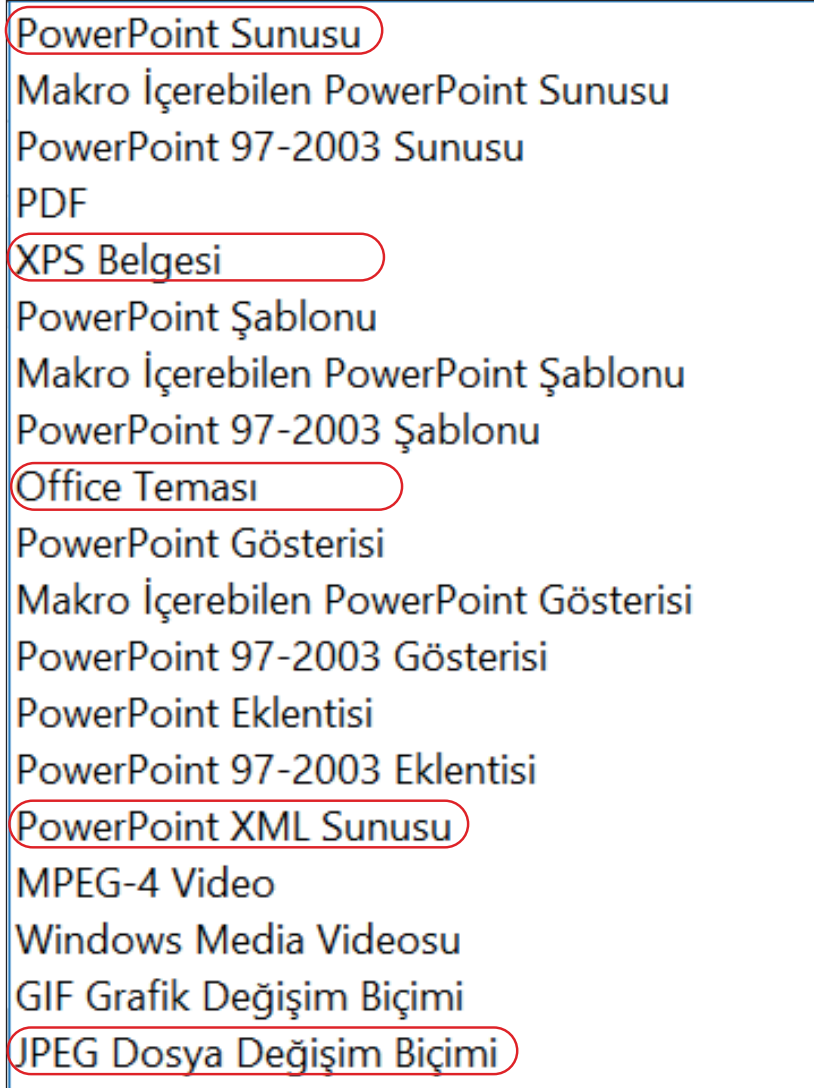 PowerPoint Sunusu
Makro İçerebilen PowerPoint Sunusu
PowerPoint 97-2003 Sunusu
PDF
XPS Belgesi
PowerPoint Şablonu
Makro İçerebilen PowerPoint Şablonu
PowerPoint 97-2003 Şablonu
Office Teması
PowerPoint Gösterisi
Makro İçerebilen PowerPoint Gösterisi
PowerPoint 97-2003 Gösterisi
PowerPoint Eklentisi
PowerPoint 97-2003 Eklentisi
PowerPoint XML Sunusu
MPEG-4 Video
Windows Media Videosu
GIF Grafik Değişim Biçimi
JPEG Dosya Değişim Biçimi